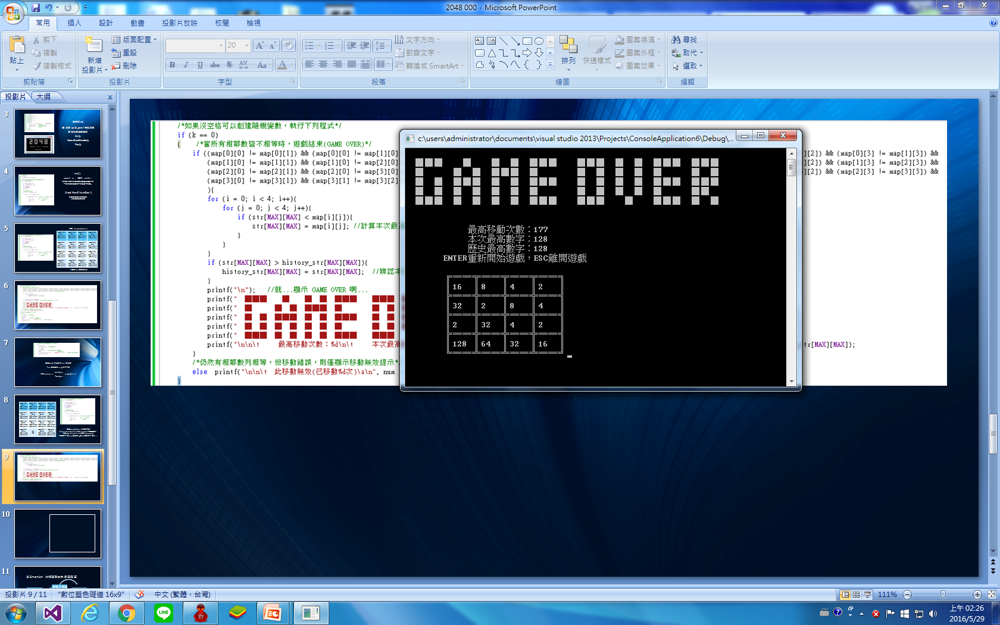 2048 000 - Microsoft PowerPoint
常用 插入 設計 動畫 投影片放映 校閱 檢視
貼上 剪下 複製 複製格式 剪貼簿
新增投影片 版面配置 重設 刪除 投影片
20 字型
文字方向 對齊文字 轉換成 SmartArt 段落
排列 快速樣式 圖案填滿 圖案外框 圖案效果 繪圖
尋找 取代 選取 編輯
投影片 大綱
3
2048
4
5
6
GAME OVER
7
8
9
GAME OVER
10
11
/*如果沒空格可以創建隨機變數，執行下列程式*/
if (k == 0)
{ /*當所有相鄰數皆不相等時，遊戲結束(GAME OVER)*/
if ((map[0][0] != map[0][1]) && (map[0][0] != map[1][0]
][2]) && (map[0][3] != map[1][3]) &&
(map[1][0] != map[1][1]) && (map[1][0] != map[2][0]
][2]) && (map[1][3] != map[2][3]) &&
(map[2][0] != map[2][1]) && (map[2][0] != map[3][0]
][2]) && (map[2][3] != map[3][3]) &&
(map[3][0] != map[3][1]) && (map[3][1] != map[3][2]
){
for (i = 0; i < 4; i++){
for (j = 0; j < 4; j++){
if (str[MAX][MAX] < map[i][j]){
str[MAX][MAX] = map[i][j]; //計算本次最
}
}
}
if (str[MAX][MAX] > history_str[MAX][MAX]){
history_str[MAX][MAX] = str[MAX][MAX]; //辨認本
}
printf("\n"); //就...顯示 GAME OVER 啊...
printf("
printf("
printf("
printf("
printf("
GAME O
printf("\n\n\t 最高移動次數：%d\n\t 本次最
tr[MAX][MAX]);
}
/*仍然有相鄰數列相等，但移動錯誤，則僅顯示移動無效提示*
else printf("\n\n\t 此移動無效(已移動%d次)\a\n", num
}
c:\users\administrator\documents\visual studio 2013\Projects\ConsoleApplication6\Debug\...
GAME OVER
最高移動次數：177
本次最高數字：128
歷史最高數字：128
ENTER重新開始遊戲，ESC離開遊戲
16 8 4 2
32 2 8 4
2 32 4 2
128 64 32 16
投影片 9 / 11 "數位藍色隧道 16x9" 中文 (繁體，台灣) 111%
LINE
上午 02:26
2016/5/29